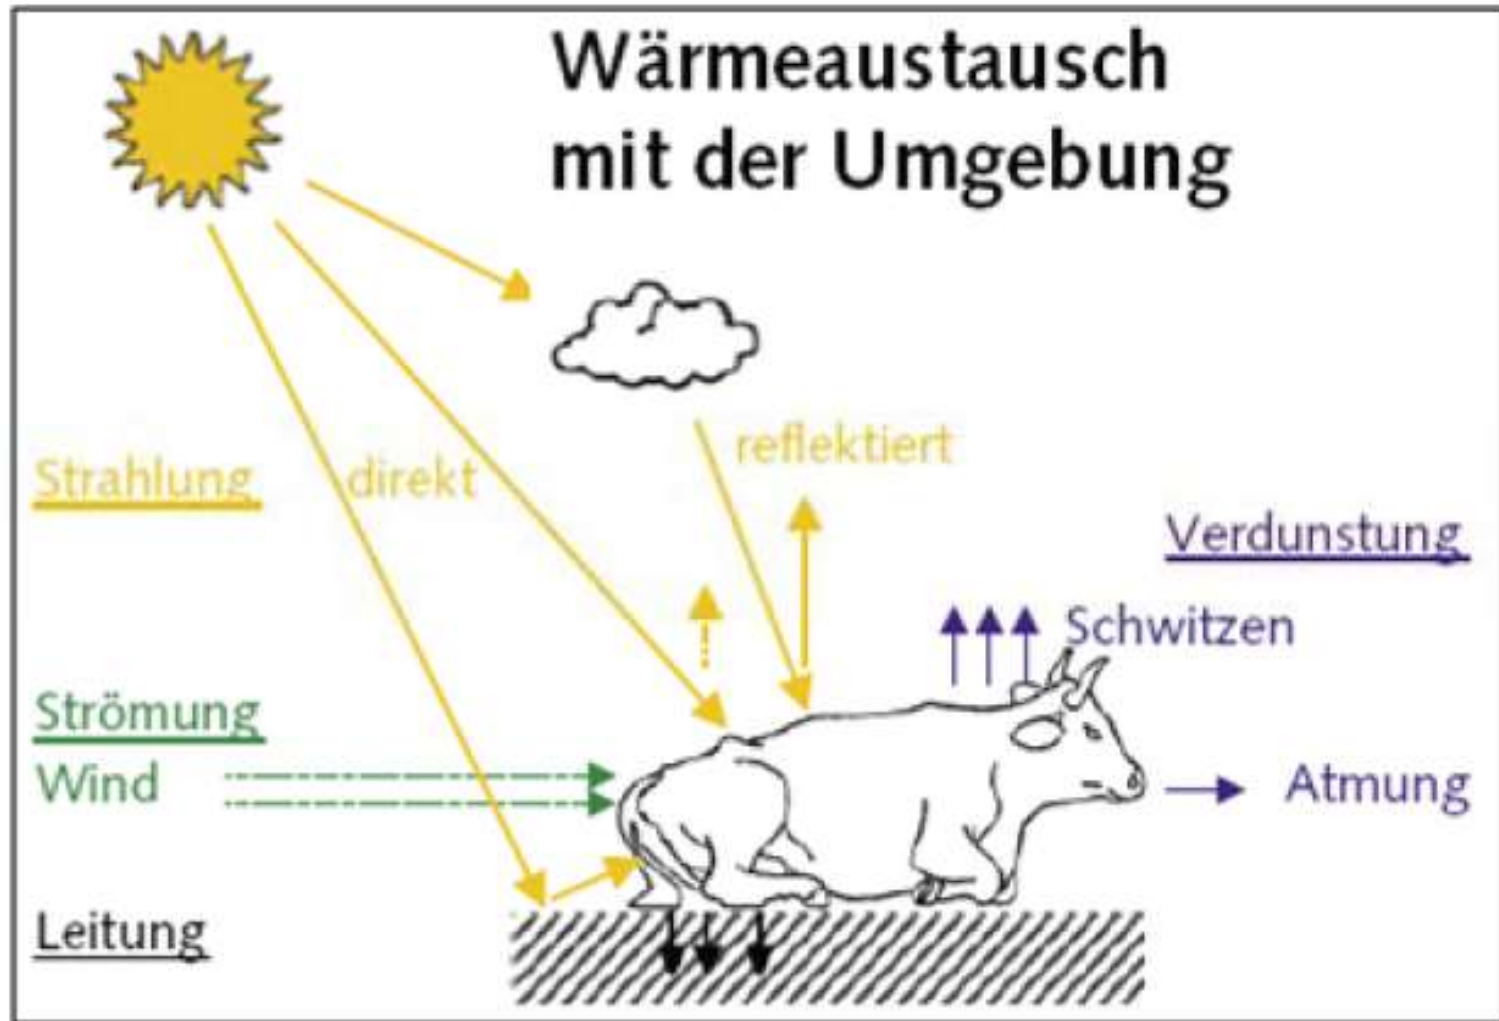 Wärmeaustausch
mit der Umgebung
reflektiert
Strahlung
direkt
Verdunstung
Schwitzen
Strömung
Wind
Atmung
Leitung